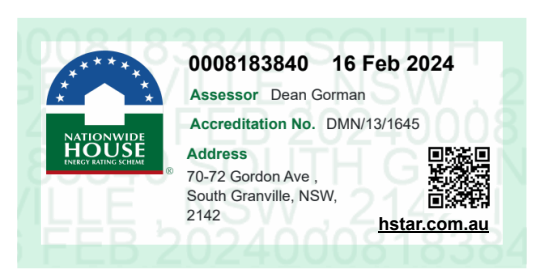 0008183840 16 Feb 2024
Assessor Dean Gorman
Accreditation No. DMN/13/1645
Address
70-72 Gordon Ave ,
South Granville, NSW,
2142
hstar.com.au
NATIONWIDE
HOUSE
ENERGY RATING SCHEME
®